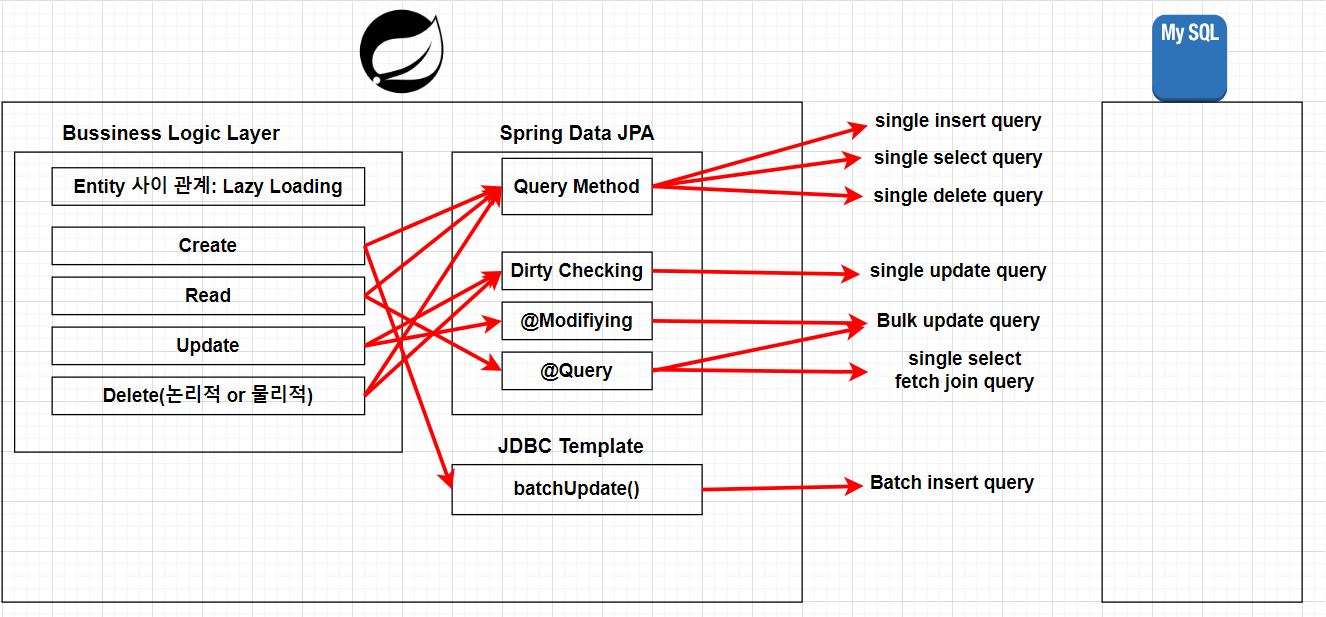 My SQL
Bussiness Logic Layer
Entity 사이 관계: Lazy Loading
Create
Read
Update
Delete(논리적 or 물리적)
Spring Data JPA
Query Method
Dirty Checking
@Modifiying
@Query
JDBC Template
batchUpdate()
single insert query
single select query
single delete query
single update query
Bulk update query
single select
fetch join query
Batch insert query